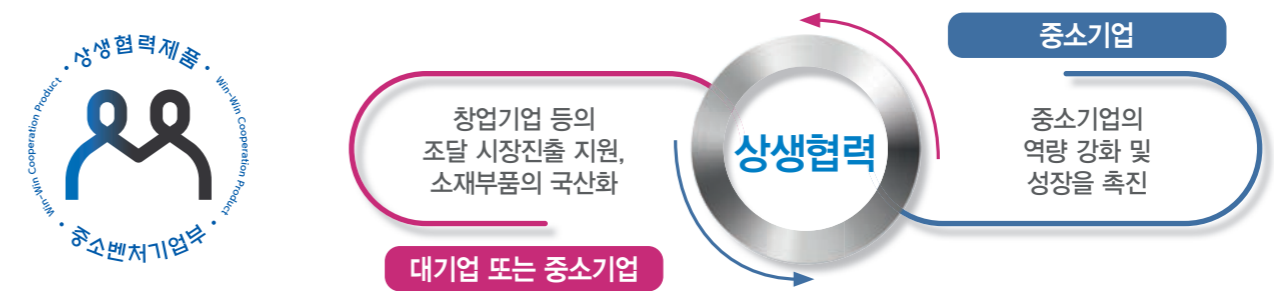 상생협력제품
Win-Win Cooperation Product
Win-Win Cooperation Product
중소벤처기업부
창업기업 등의
조달 시장진출 지원,
소재부품의 국산화
대기업 또는 중소기업
상생협력
중소기업
중소기업의
역량 강화 및
성장을 촉진